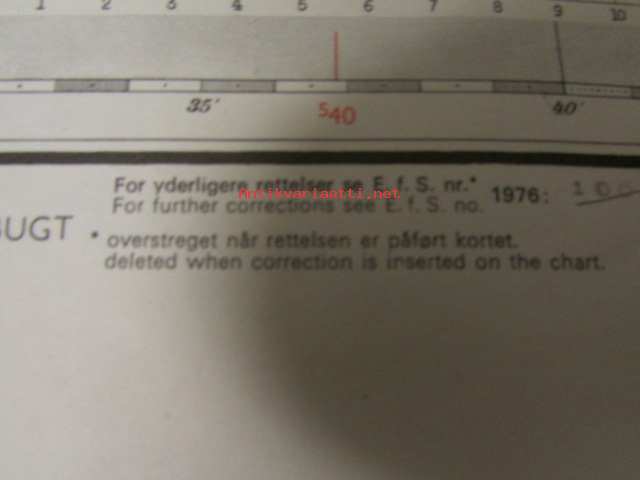 1 2 3 4 5 6 7 8 9 10
35' 540 40'
For yderligere rettelser se E. f. S. nr.*
For further corrections see E. f. S. no. 1976:
Antikvariantti.net
BUGT
* overstreget når rettelsen er påført kortet.
deleted when correction is inserted on the chart.